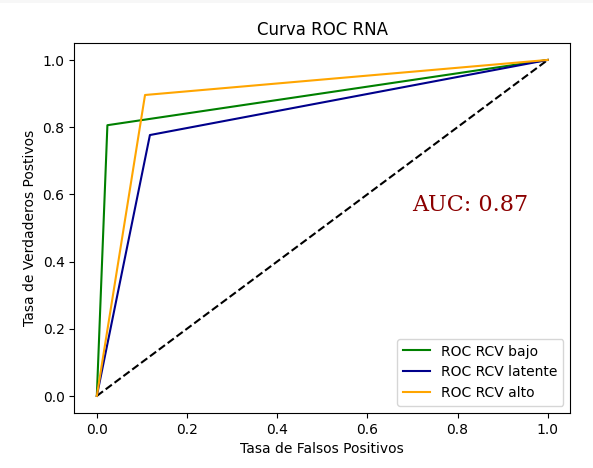 Curva ROC RNA
Tasa de Verdaderos Postivos
1.0
0.8
0.6
0.4
0.2
0.0
AUC: 0.87
ROC RCV bajo
ROC RCV latente
ROC RCV alto
0.0 0.2 0.4 0.6 0.8 1.0
Tasa de Falsos Positivos